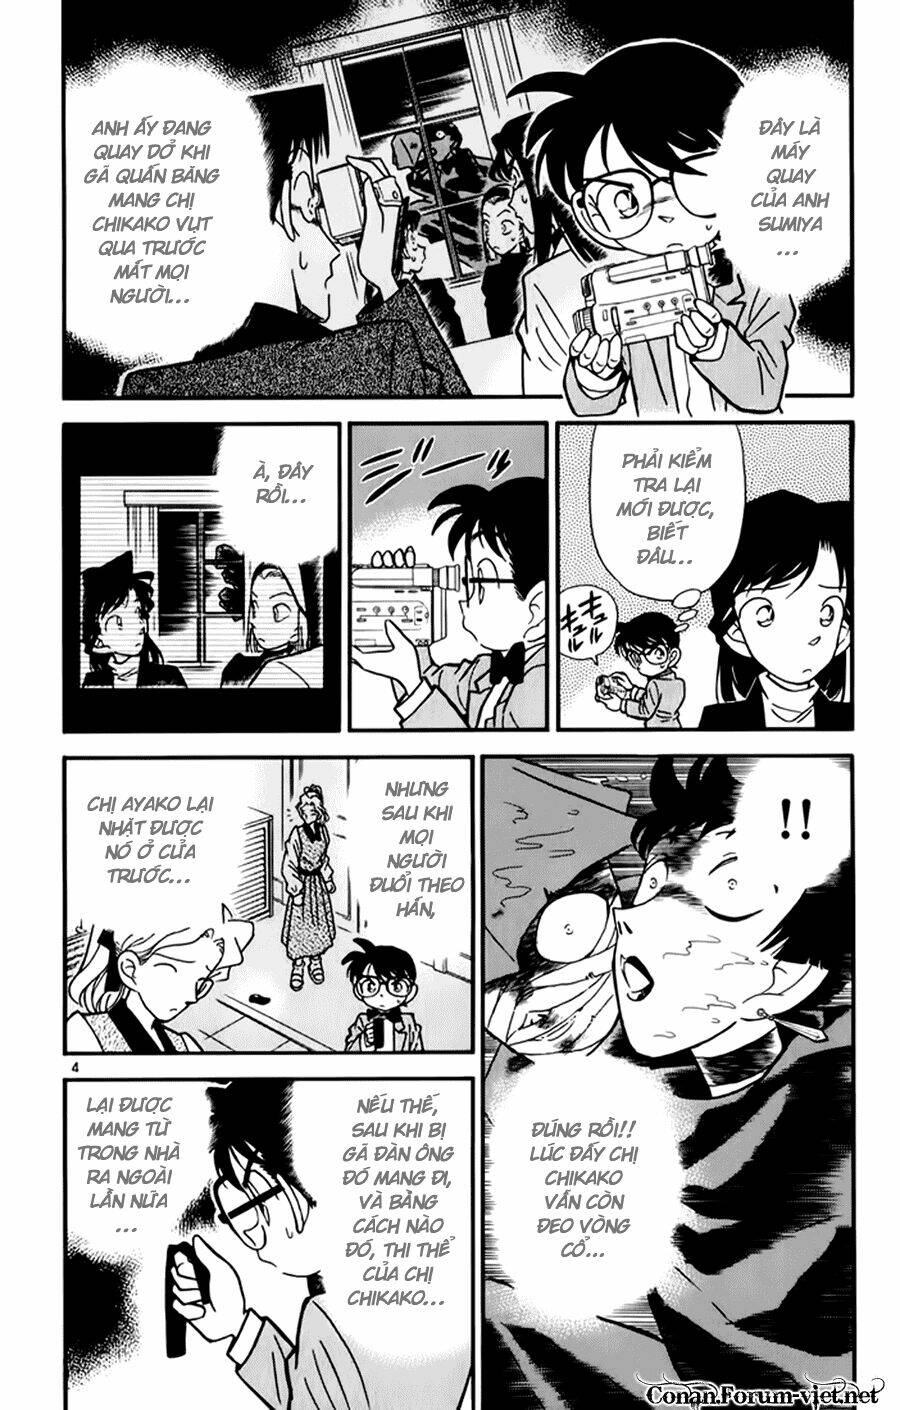 ĐÂY LÀ
MÁY
QUAY
CỦA ANH
SUMIYA
...
ANH ẤY ĐANG
QUAY DỞ KHI
GÃ QUẤN BĂNG
MANG CHỊ
CHIKAKO VỤT
QUA TRƯỚC
MẮT MỌI
NGƯỜI...
PHẢI KIỂM
TRA LẠI
MỚI ĐƯỢC,
BIẾT
ĐÂU...
キュル
キュル
ジーッ
À, ĐÂY
RỒI...
!!
ĐÚNG RỒI!!
LÚC ĐẤY CHỊ
CHIKAKO
VẪN CÒN
ĐEO VÒNG
CỔ...
NHƯNG
SAU KHI
MỌI
NGƯỜI
ĐUỔI THEO
HẮN,
CHỊ AYAKO LẠI
NHẶT ĐƯỢC
NÓ Ở CỬA
TRƯỚC...
4
NẾU THẾ,
SAU KHI BỊ
GÃ ĐÀN ÔNG
ĐÓ MANG ĐI,
VÀ BẰNG
CÁCH NÀO
ĐÓ, THI THỂ
CỦA CHỊ
CHIKAKO...
LẠI ĐƯỢC
MANG TỪ
TRONG NHÀ
RA NGOÀI
LẦN NỮA
...
Conan.Forum-viet.net